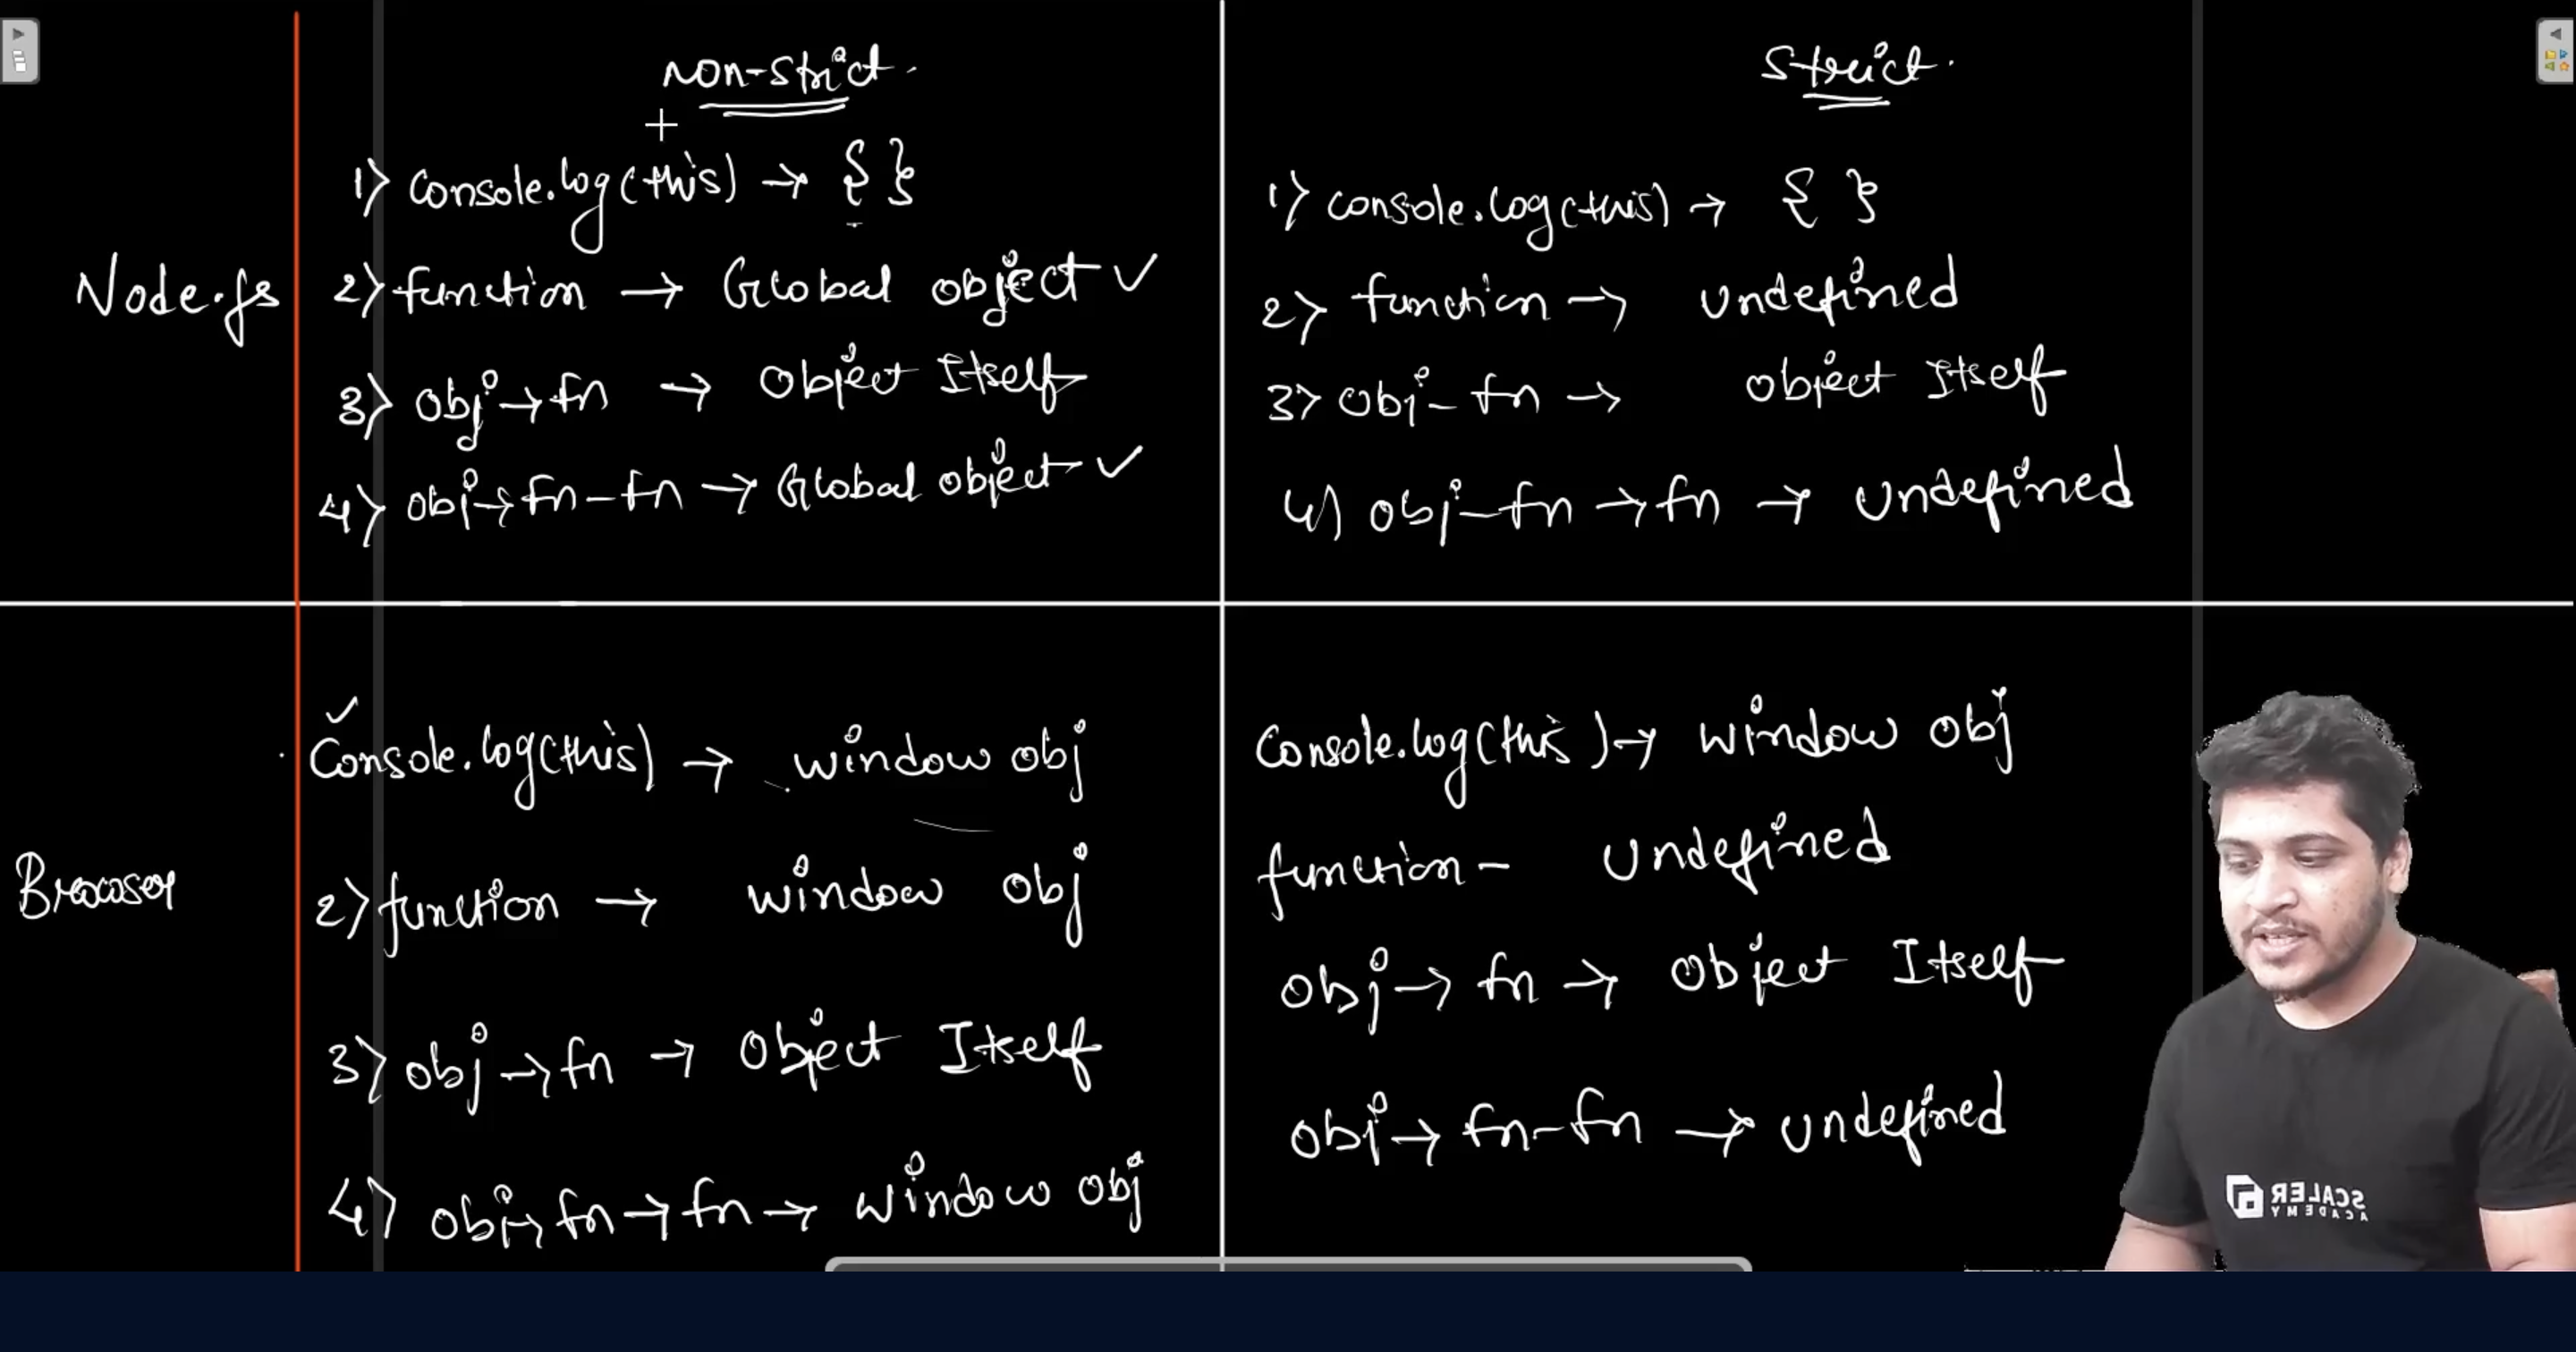 Non-strict.
1) console.log(this) → { }
Node.js
2) function → Global object ✓
3) obj → fn → Object Itself
4) obj → fn - fn → Global object ✓
Strict.
1) console.log(this) → { }
2) function → undefined
3) obj - fn → object Itself
4) obj - fn → fn → undefined
✓
Console.log(this) → window obj
Browser
2) function → window obj
3) obj → fn → Object Itself
4) obj → fn → fn → window obj
Console.log(this) → window obj
function - undefined
obj → fn → Object Itself
obj → fn - fn → undefined
SCALER
ACADEMY